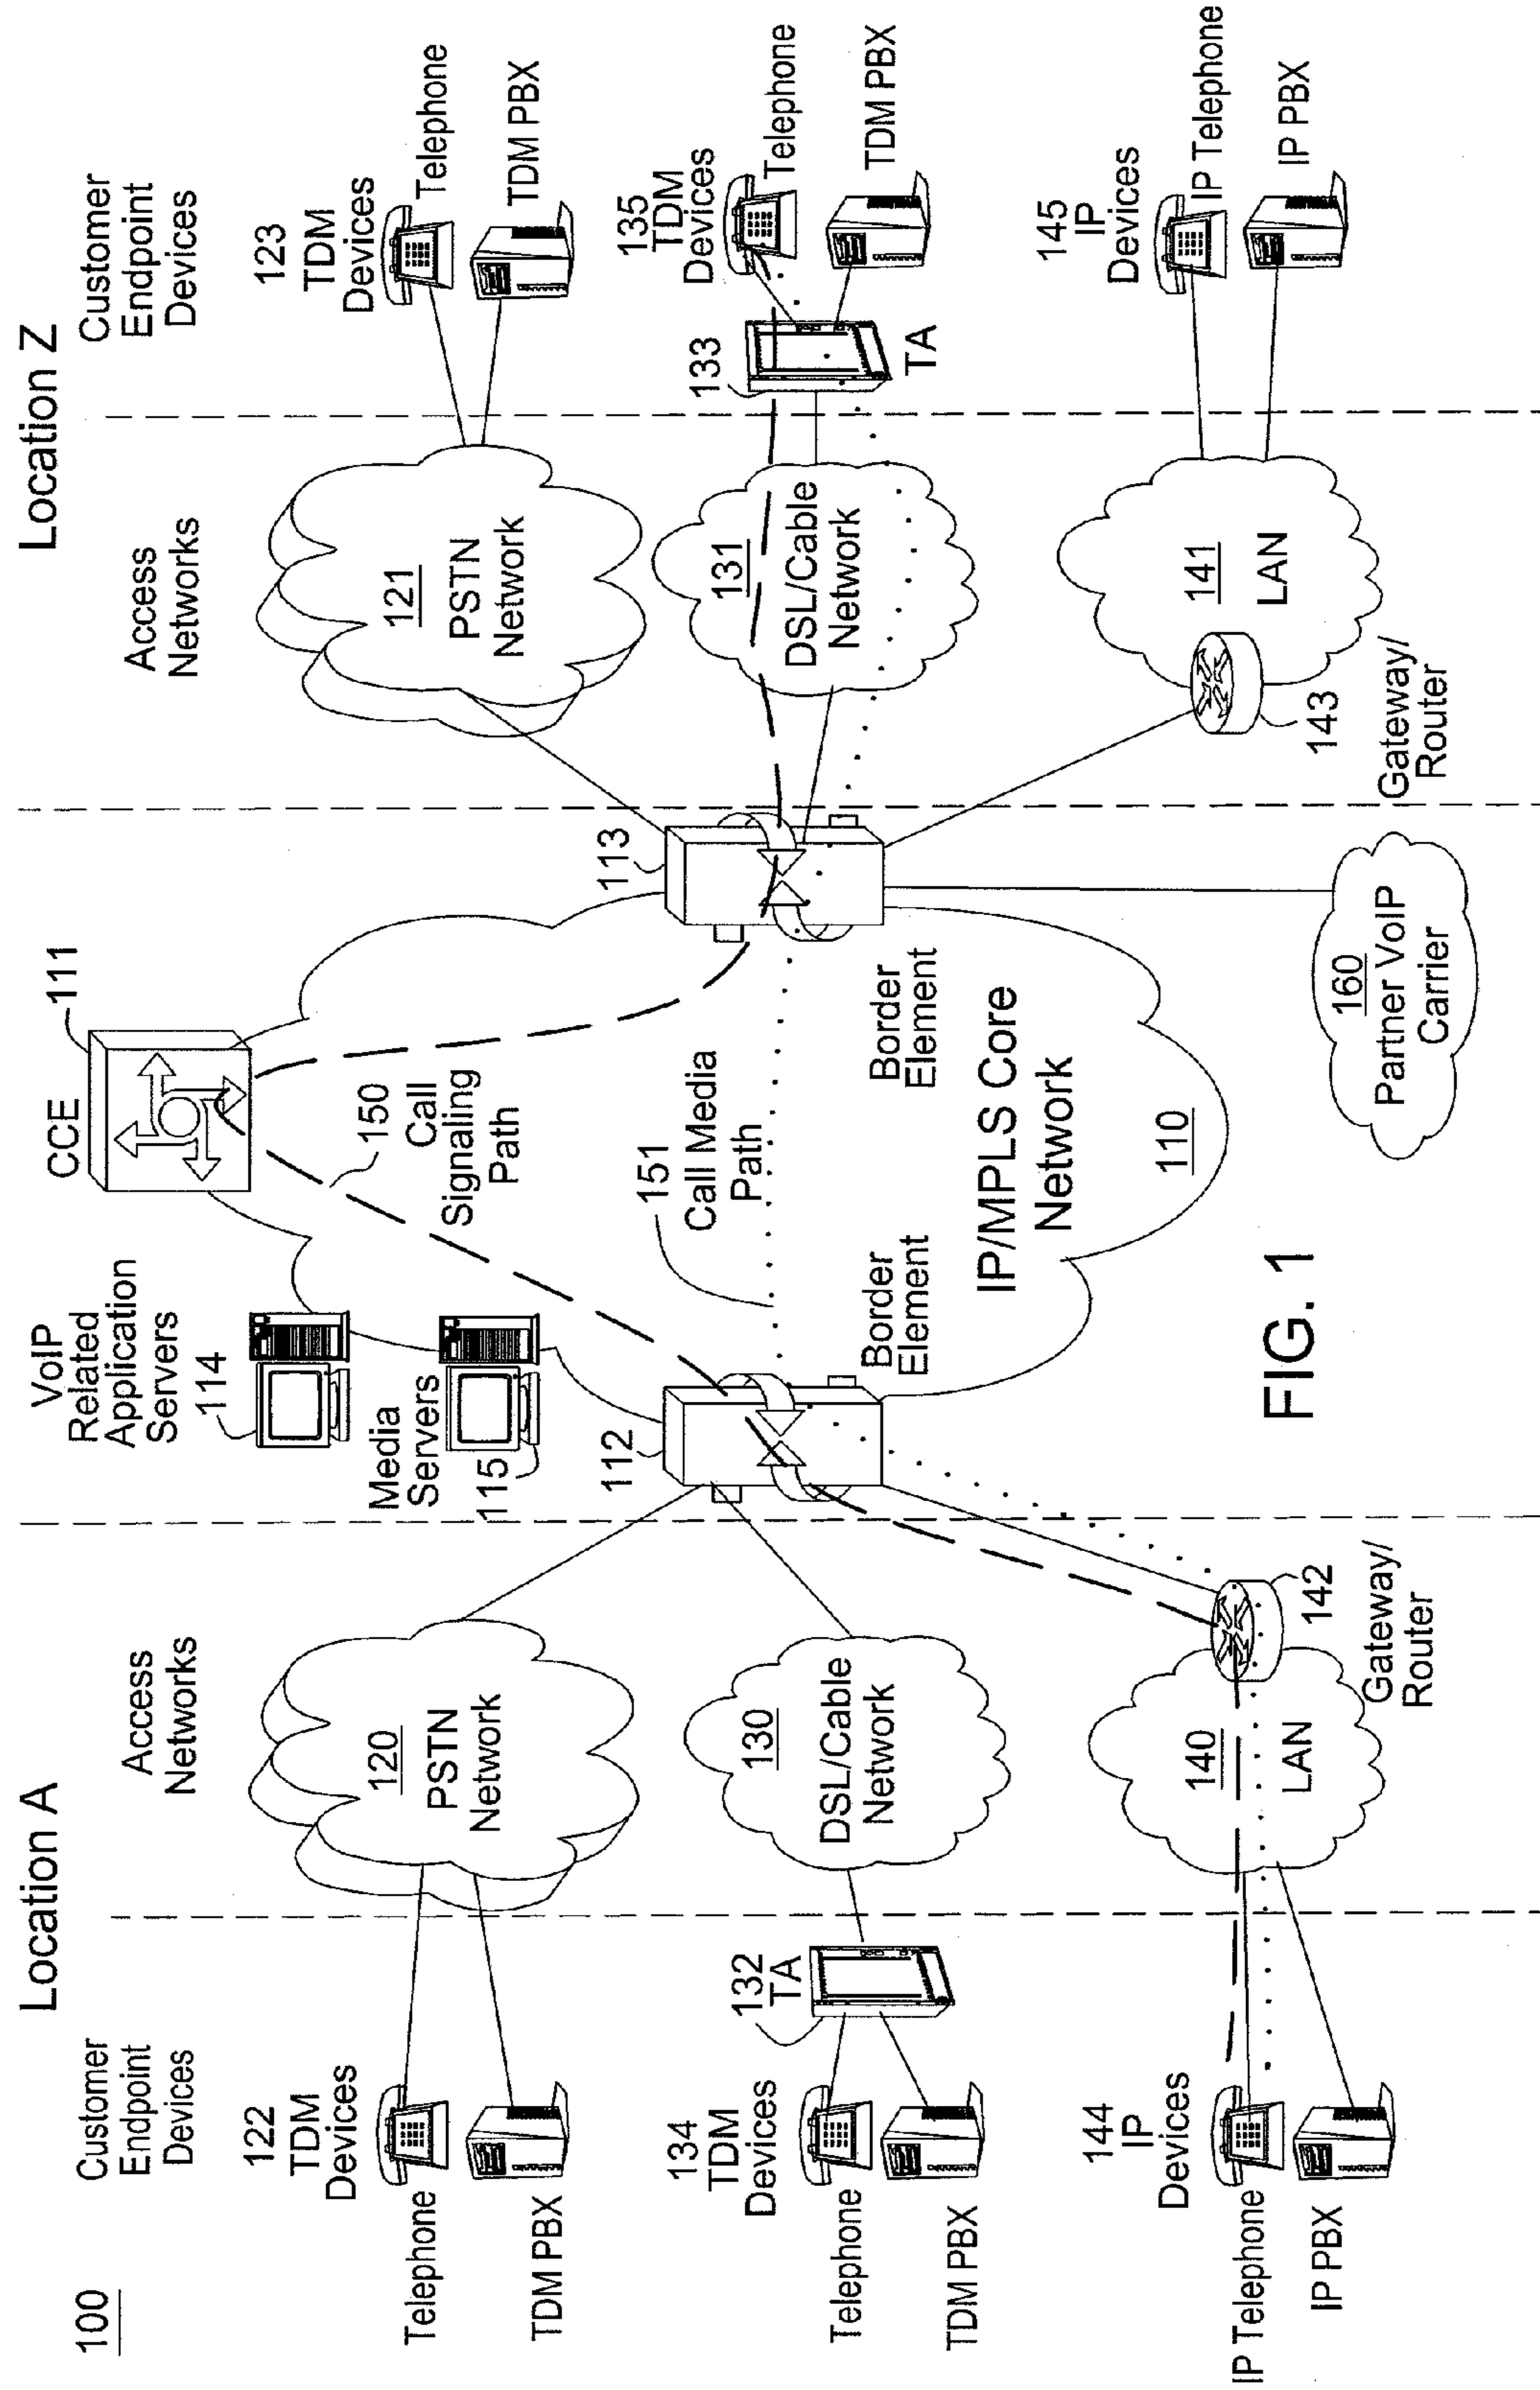 100
Location A
Location Z
Customer
Endpoint
Devices
Access
Networks
VoIP
Related
Application
Servers
114
CCE
111
Access
Networks
Customer
Endpoint
Devices
122
TDM
Devices
Telephone
TDM PBX
120
PSTN
Network
Media
Servers
115
150
Call
Signaling
Path
121
PSTN
Network
123
TDM
Devices
Telephone
TDM PBX
134
TDM
Devices
Telephone
TDM PBX
132
TA
130
DSL/Cable
Network
112
Border
Element
151
Call Media
Path
113
Border
Element
131
DSL/Cable
Network
133
TA
135
TDM
Devices
Telephone
TDM PBX
IP/MPLS Core
Network
110
144
IP
Devices
IP Telephone
IP PBX
140
LAN
142
Gateway/
Router
160
Partner VoIP
Carrier
141
LAN
143
Gateway/
Router
145
IP
Devices
IP Telephone
IP PBX
FIG. 1